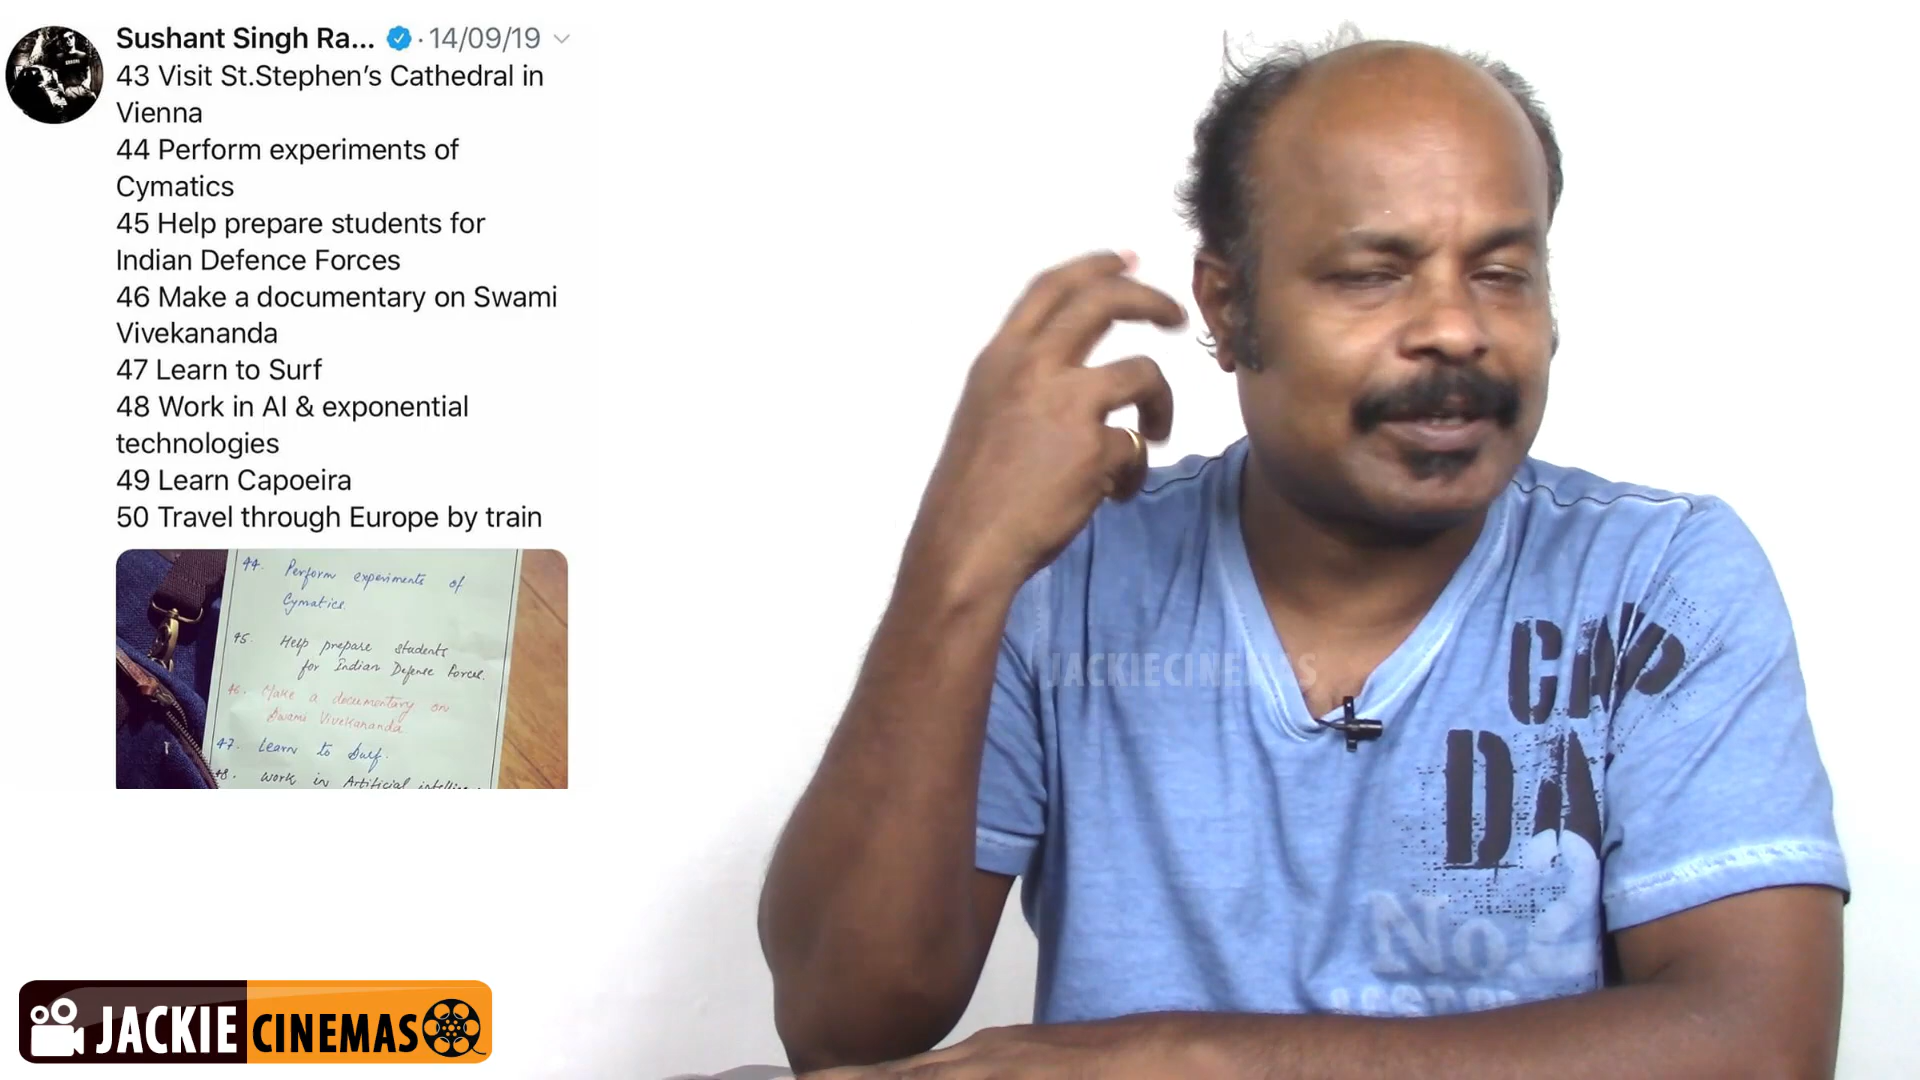 Sushant Singh Ra... · 14/09/19
43 Visit St.Stephen's Cathedral in
Vienna
44 Perform experiments of
Cymatics
45 Help prepare students for
Indian Defence Forces
46 Make a documentary on Swami
Vivekananda
47 Learn to Surf
48 Work in AI & exponential
technologies
49 Learn Capoeira
50 Travel through Europe by train
44. Perform experiments of
Cymatics.
45. Help prepare students
for Indian Defense Forces.
46. Make a documentary on
Swami Vivekananda
47. Learn to Surf.
48. Work in Artificial
JACKIECINEMAS
DA
No
JACKIE CINEMAS